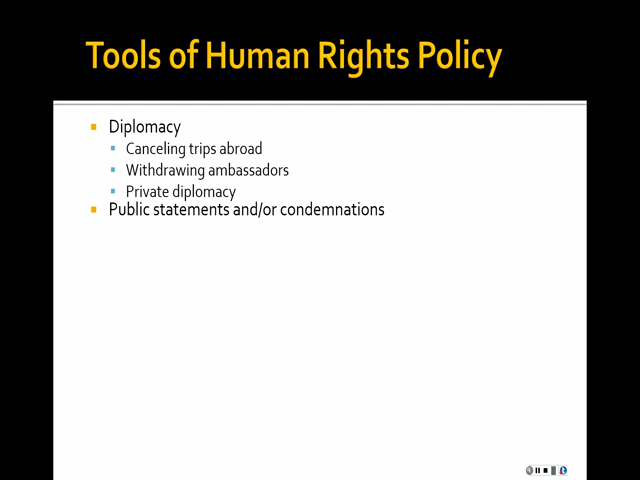 Tools of Human Rights Policy
Diplomacy
Canceling trips abroad
Withdrawing ambassadors
Private diplomacy
Public statements and/or condemnations